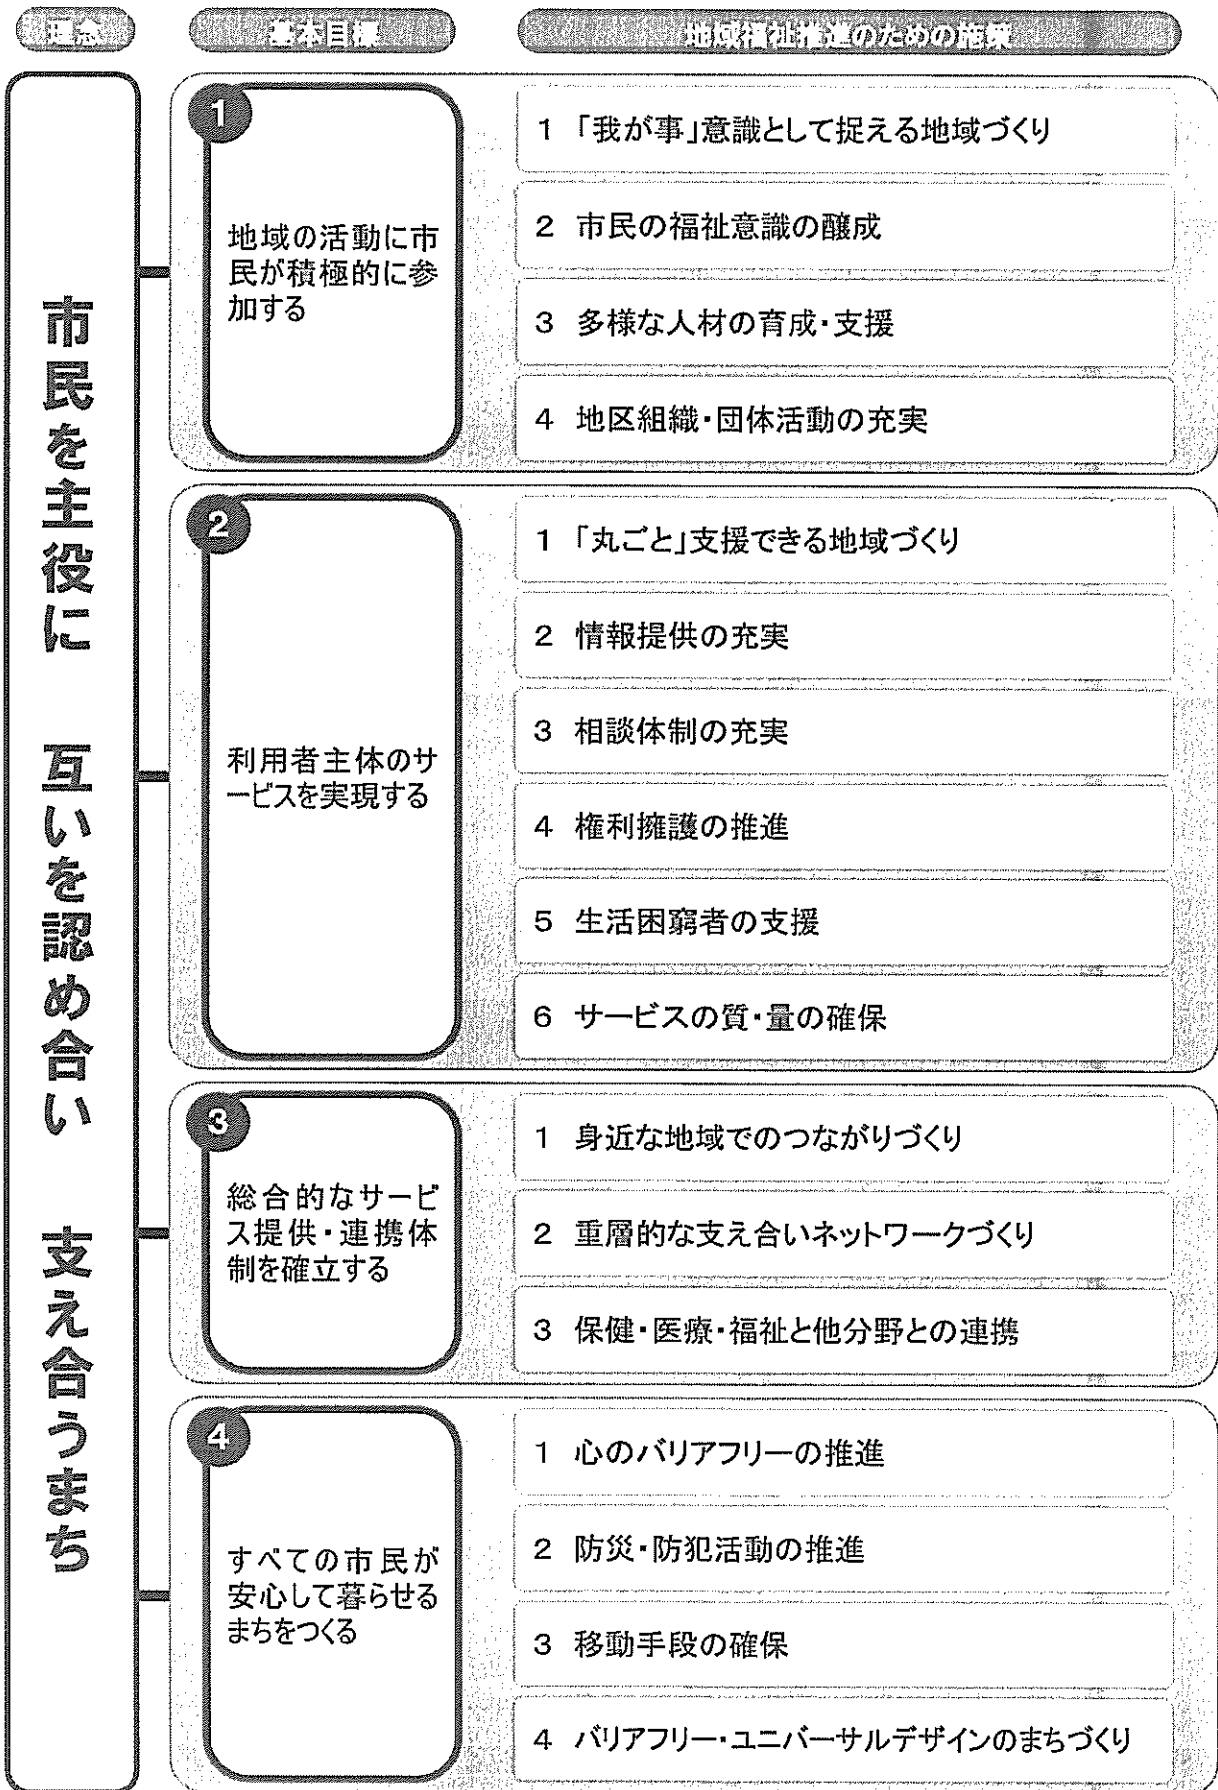 理念
基本目標
地域福祉推進のための施策
市民を主役に 互いを認め合い 支え合うまち
1
地域の活動に市
民が積極的に参
加する
1 「我が事」意識として捉える地域づくり
2 市民の福祉意識の醸成
3 多様な人材の育成・支援
4 地区組織・団体活動の充実
2
利用者主体のサ
ービスを実現する
1 「丸ごと」支援できる地域づくり
2 情報提供の充実
3 相談体制の充実
4 権利擁護の推進
5 生活困窮者の支援
6 サービスの質・量の確保
3
総合的なサービ
ス提供・連携体
制を確立する
1 身近な地域でのつながりづくり
2 重層的な支え合いネットワークづくり
3 保健・医療・福祉と他分野との連携
4
すべての市民が
安心して暮らせる
まちをつくる
1 心のバリアフリーの推進
2 防災・防犯活動の推進
3 移動手段の確保
4 バリアフリー・ユニバーサルデザインのまちづくり